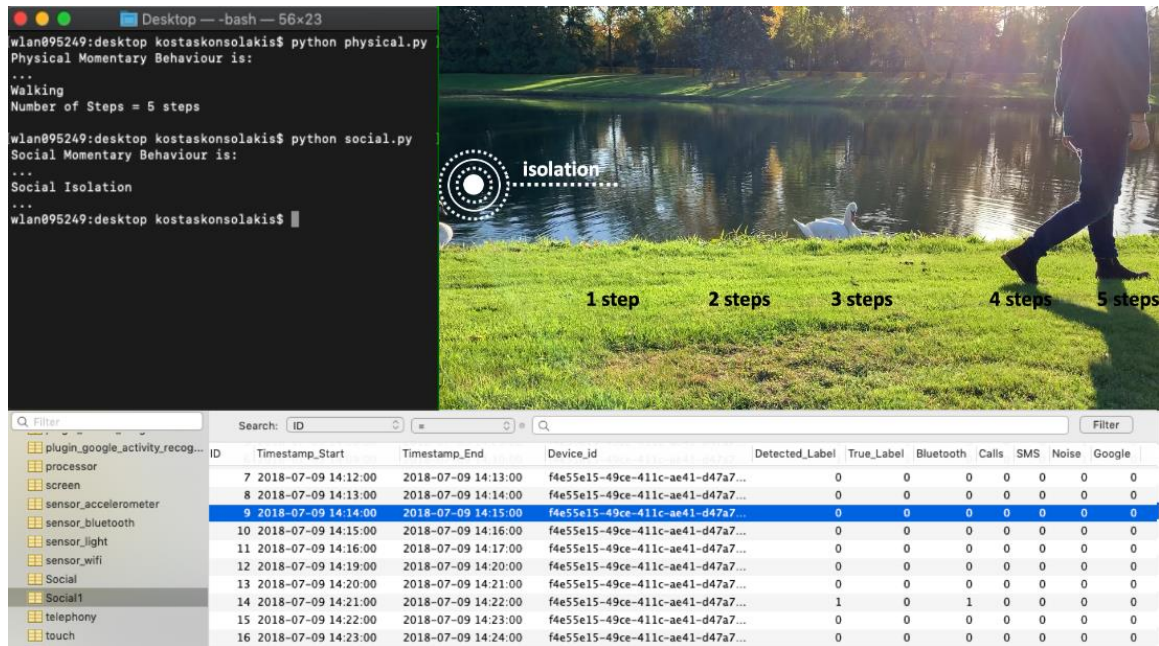 Desktop — -bash — 56×23
wlan095249:desktop kostaskonsolakis$ python physical.py
Physical Momentary Behaviour is:
...
Walking
Number of Steps = 5 steps
wlan095249:desktop kostaskonsolakis$ python social.py
Social Momentary Behaviour is:
...
Social Isolation
...
wlan095249:desktop kostaskonsolakis$
isolation
1 step 2 steps 3 steps 4 steps 5 steps
Filter
plugin_google_activity_recog...
processor
screen
sensor_accelerometer
sensor_bluetooth
sensor_light
sensor_wifi
Social
Social1
telephony
touch
Search: ID = Filter
ID Timestamp_Start Timestamp_End Device_id Detected_Label True_Label Bluetooth Calls SMS Noise Google
7 2018-07-09 14:12:00 2018-07-09 14:13:00 f4e55e15-49ce-411c-ae41-d47a7... 0 0 0 0 0 0 0
8 2018-07-09 14:13:00 2018-07-09 14:14:00 f4e55e15-49ce-411c-ae41-d47a7... 0 0 0 0 0 0 0
9 2018-07-09 14:14:00 2018-07-09 14:15:00 f4e55e15-49ce-411c-ae41-d47a7... 0 0 0 0 0 0 0
10 2018-07-09 14:15:00 2018-07-09 14:16:00 f4e55e15-49ce-411c-ae41-d47a7... 0 0 0 0 0 0 0
11 2018-07-09 14:16:00 2018-07-09 14:17:00 f4e55e15-49ce-411c-ae41-d47a7... 0 0 0 0 0 0 0
12 2018-07-09 14:19:00 2018-07-09 14:20:00 f4e55e15-49ce-411c-ae41-d47a7... 0 0 0 0 0 0 0
13 2018-07-09 14:20:00 2018-07-09 14:21:00 f4e55e15-49ce-411c-ae41-d47a7... 0 0 0 0 0 0 0
14 2018-07-09 14:21:00 2018-07-09 14:22:00 f4e55e15-49ce-411c-ae41-d47a7... 1 0 1 0 0 0 0
15 2018-07-09 14:22:00 2018-07-09 14:23:00 f4e55e15-49ce-411c-ae41-d47a7... 0 0 0 0 0 0 0
16 2018-07-09 14:23:00 2018-07-09 14:24:00 f4e55e15-49ce-411c-ae41-d47a7... 0 0 0 0 0 0 0